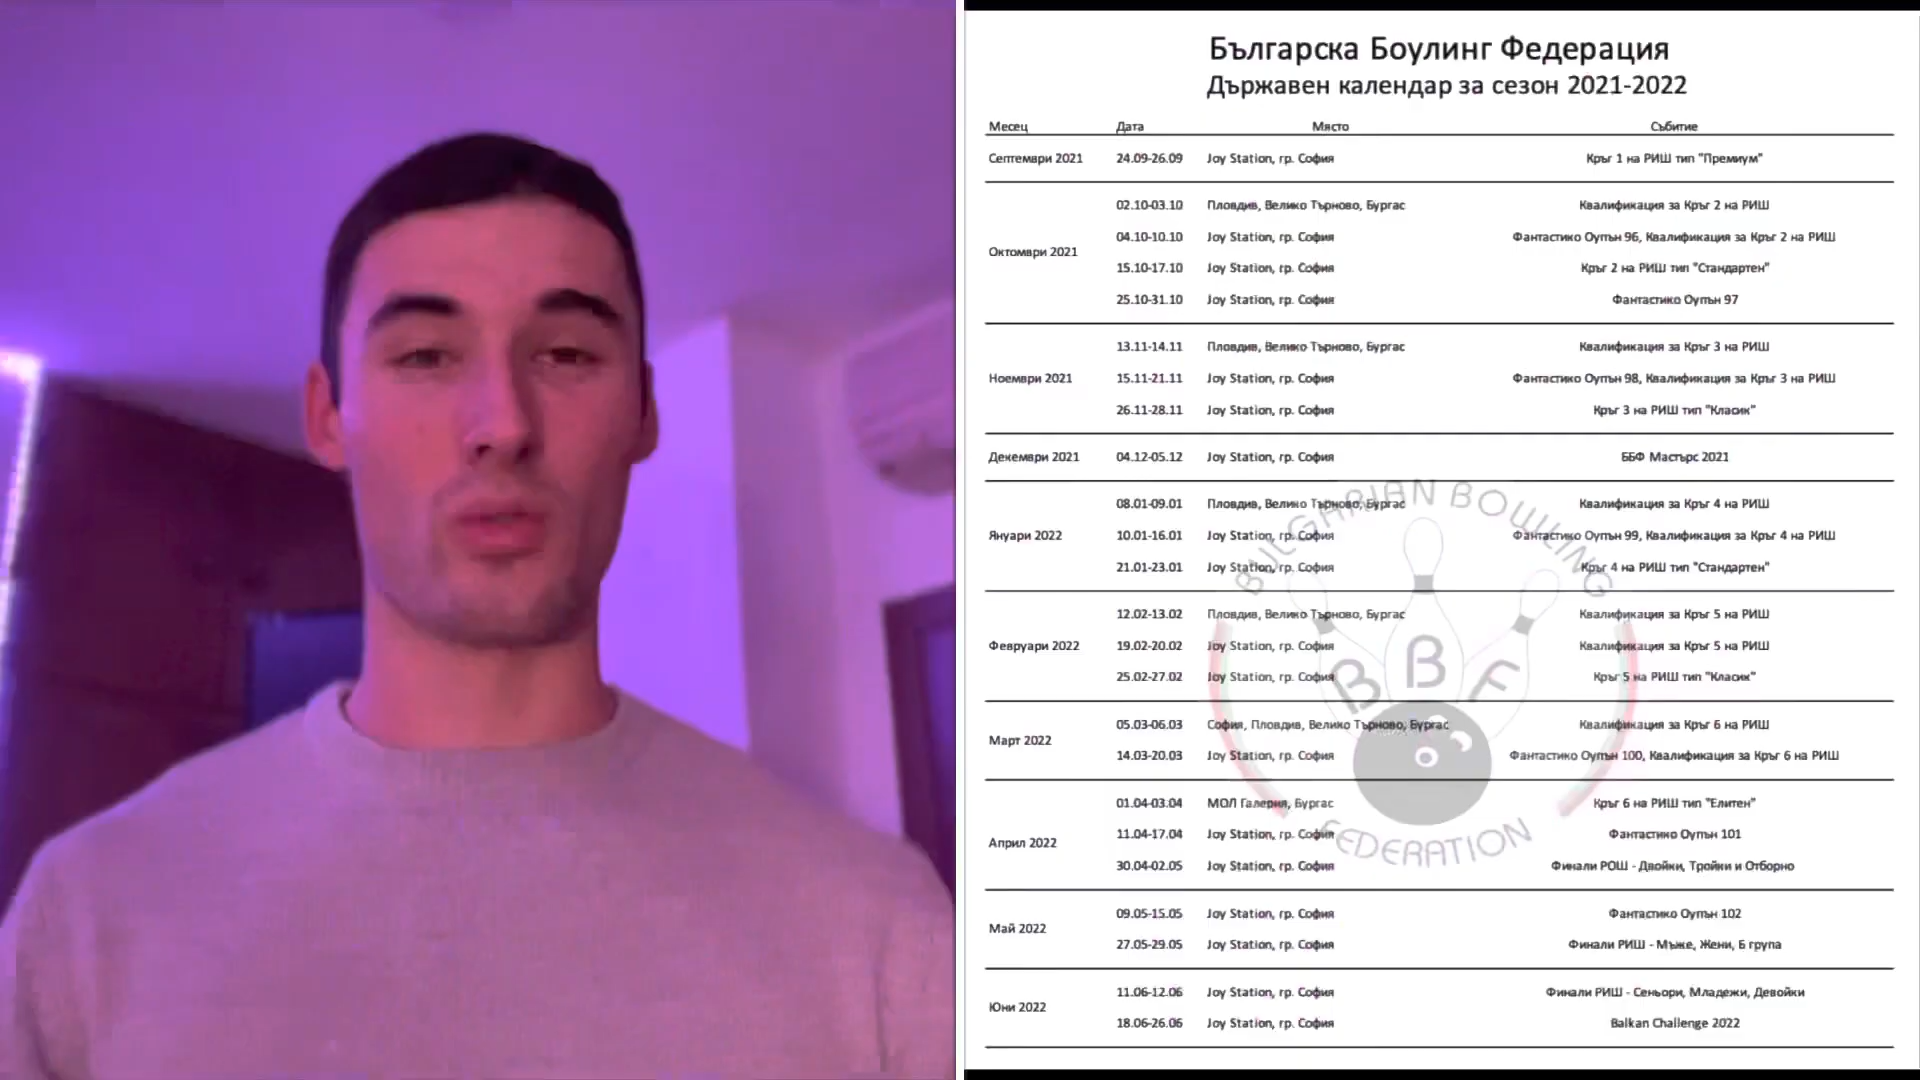 Българска Боулинг Федерация
Държавен календар за сезон 2021-2022
Месец Дата Място Събитие
Септември 2021 24.09-26.09 Joy Station, гр. София Кръг 1 на РИШ тип "Премиум"
02.10-03.10 Пловдив, Велико Търново, Бургас Квалификация за Кръг 2 на РИШ
Октомври 2021
04.10-10.10 Joy Station, гр. София Фантастико Оупън 96, Квалификация за Кръг 2 на РИШ
15.10-17.10 Joy Station, гр. София Кръг 2 на РИШ тип "Стандартен"
25.10-31.10 Joy Station, гр. София Фантастико Оупън 97
13.11-14.11 Пловдив, Велико Търново, Бургас Квалификация за Кръг 3 на РИШ
Ноември 2021 15.11-21.11 Joy Station, гр. София Фантастико Оупън 98, Квалификация за Кръг 3 на РИШ
26.11-28.11 Joy Station, гр. София Кръг 3 на РИШ тип "Класик"
Декември 2021 04.12-05.12 Joy Station, гр. София ББФ Мастърс 2021
08.01-09.01 Пловдив, Велико Търново, Бургас Квалификация за Кръг 4 на РИШ
Януари 2022 10.01-16.01 Joy Station, гр. София Фантастико Оупън 99, Квалификация за Кръг 4 на РИШ
21.01-23.01 Joy Station, гр. София Кръг 4 на РИШ тип "Стандартен"
12.02-13.02 Пловдив, Велико Търново, Бургас Квалификация за Кръг 5 на РИШ
Февруари 2022 19.02-20.02 Joy Station, гр. София Квалификация за Кръг 5 на РИШ
25.02-27.02 Joy Station, гр. София Кръг 5 на РИШ тип "Класик"
Март 2022
05.03-06.03 София, Пловдив, Велико Търново, Бургас Квалификация за Кръг 6 на РИШ
14.03-20.03 Joy Station, гр. София Фантастико Оупън 100, Квалификация за Кръг 6 на РИШ
01.04-03.04 МОЛ Галерия, Бургас Кръг 6 на РИШ тип "Елитен"
Април 2022 11.04-17.04 Joy Station, гр. София Фантастико Оупън 101
30.04-02.05 Joy Station, гр. София Финали РОШ - Двойки, Тройки и Отборно
Май 2022
09.05-15.05 Joy Station, гр. София Фантастико Оупън 102
27.05-29.05 Joy Station, гр. София Финали РИШ - Мъже, Жени, Б група
Юни 2022
11.06-12.06 Joy Station, гр. София Финали РИШ - Сеньори, Младежи, Девойки
18.06-26.06 Joy Station, гр. София Balkan Challenge 2022
BULGARIAN BOWLING
BBF
FEDERATION